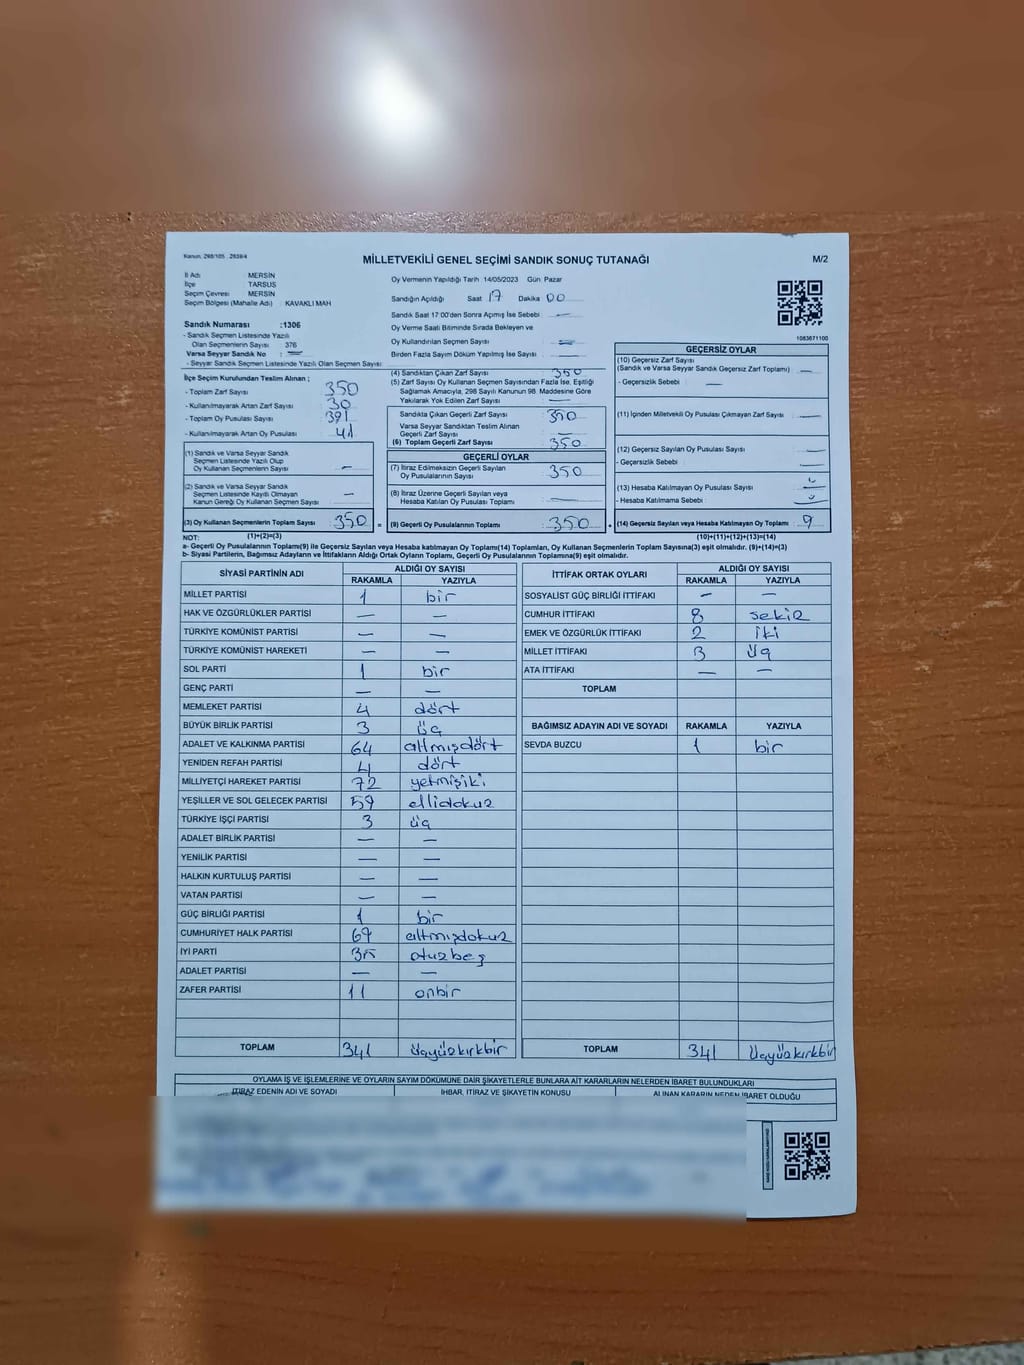 Kanun. 298/105 , 2839/4
MİLLETVEKİLİ GENEL SEÇİMİ SANDIK SONUÇ TUTANAĞI
M/2
İl Adı MERSİN
İlçe TARSUS
Seçim Çevresi MERSİN
Seçim Bölgesi (Mahalle Adı) : KAVAKLI MAH
Sandık Numarası :1306
- Sandık Seçmen Listesinde Yazılı
Olan Seçmenlerin Sayısı 376
Varsa Seyyar Sandık No : —
- Seyyar Sandık Listesinde Yazılı Olan Seçmen Sayısı
Oy Vermenin Yapıldığı Tarih 14/05/2023 Gün Pazar
Sandığın Açıldığı Saat 17 Dakika 00
Sandık Saat 17:00'den Sonra Açımış İse Sebebi : —
Oy Verme Saati Bitiminde Sırada Bekleyen ve
Oy Kullandırılan Seçmen Sayısı : —
Birden Fazla Sayım Döküm Yapılmış İse Sayısı :
1083671100
İlçe Seçim Kurulundan Teslim Alınan ;
- Toplam Zarf Sayısı 350
- Kullanılmayarak Artan Zarf Sayısı 30
- Toplam Oy Pusulası Sayısı 391
- Kullanılmayarak Artan Oy Pusulası 41
(1) Sandık ve Varsa Seyyar Sandık
Seçmen Listesinde Yazılı Olup
Oy Kullanan Seçmenlerin Sayısı : —
(2) Sandık ve Varsa Seyyar Sandık
Seçmen Listesinde Kayıtlı Olmayan
Kanun Gereği Oy Kullanan Seçmen Sayısı : —
(3) Oy Kullanan Seçmenlerin Toplam Sayısı : 350 =
(1)+(2)=(3)
(4) Sandıktan Çıkan Zarf Sayısı : 350
(5) Zarf Sayısı Oy Kullanan Seçmen Sayısından Fazla İse, Eşitliği
Sağlamak Amacıyla, 298 Sayılı Kanunun 98. Maddesine Göre
Yakılarak Yok Edilen Zarf Sayısı : —
Sandıkta Çıkan Geçerli Zarf Sayısı : 350
Varsa Seyyar Sandıktan Teslim Alınan
Geçerli Zarf Sayısı : —
(6) Toplam Geçerli Zarf Sayısı : 350
GEÇERLİ OYLAR
(7) İtiraz Edilmeksizin Geçerli Sayılan
Oy Pusulalarının Sayısı : 350
(8) İtiraz Üzerine Geçerli Sayılan veya
Hesaba Katılan Oy Pusulası Toplamı : —
(9) Geçerli Oy Pusulalarının Toplamı : 350 +
GEÇERSİZ OYLAR
(10) Geçersiz Zarf Sayısı
(Sandık ve Varsa Seyyar Sandık Geçersiz Zarf Toplamı) : —
- Geçersizlik Sebebi : —
(11) İçinden Milletvekili Oy Pusulası Çıkmayan Zarf Sayısı : —
(12) Geçersiz Sayılan Oy Pusulası Sayısı : —
- Geçersizlik Sebebi : —
(13) Hesaba Katılmayan Oy Pusulası Sayısı :
- Hesaba Katılmama Sebebi :
(14) Geçersiz Sayılan veya Hesaba Katılmayan Oy Toplamı : 9
(10)+(11)+(12)+(13)=(14)
NOT:
a- Geçerli Oy Pusulalarının Toplamı(9) ile Geçersiz Sayılan veya Hesaba katılmayan Oy Toplamı(14) Toplamları, Oy Kullanan Seçmenlerin Toplam Sayısına(3) eşit olmalıdır. (9)+(14)=(3)
b- Siyasi Partilerin, Bağımsız Adayların ve İttifakların Aldığı Ortak Oyların Toplamı, Geçerli Oy Pusulalarının Toplamına(9) eşit olmalıdır.
SİYASİ PARTİNİN ADI ALDIĞI OY SAYISI
RAKAMLA YAZIYLA
MİLLET PARTİSİ 1 bir
HAK VE ÖZGÜRLÜKLER PARTİSİ — —
TÜRKİYE KOMÜNİST PARTİSİ — —
TÜRKİYE KOMÜNİST HAREKETİ — —
SOL PARTİ 1 bir
GENÇ PARTİ — —
MEMLEKET PARTİSİ 4 dört
BÜYÜK BİRLİK PARTİSİ 3 üç
ADALET VE KALKINMA PARTİSİ 64 altmışdört
YENİDEN REFAH PARTİSİ 4 dört
MİLLİYETÇİ HAREKET PARTİSİ 72 yetmişiki
YEŞİLLER VE SOL GELECEK PARTİSİ 59 ellidokuz
TÜRKİYE İŞÇİ PARTİSİ 3 üç
ADALET BİRLİK PARTİSİ — —
YENİLİK PARTİSİ — —
HALKIN KURTULUŞ PARTİSİ — —
VATAN PARTİSİ — —
GÜÇ BİRLİĞİ PARTİSİ 1 bir
CUMHURİYET HALK PARTİSİ 69 altmışdokuz
İYİ PARTİ 35 otuzbeş
ADALET PARTİSİ — —
ZAFER PARTİSİ 11 onbir
TOPLAM 341 üçyüzkırkbir
İTTİFAK ORTAK OYLARI ALDIĞI OY SAYISI
RAKAMLA YAZIYLA
SOSYALİST GÜÇ BİRLİĞİ İTTİFAKI — —
CUMHUR İTTİFAKI 8 sekiz
EMEK VE ÖZGÜRLÜK İTTİFAKI 2 iki
MİLLET İTTİFAKI 3 üç
ATA İTTİFAKI — —
TOPLAM
BAĞIMSIZ ADAYIN ADI VE SOYADI RAKAMLA YAZIYLA
SEVDA BUZCU 1 bir
TOPLAM 341 üçyüzkırkbir
OYLAMA İŞ VE İŞLEMLERİNE VE OYLARIN SAYIM DÖKÜMÜNE DAİR ŞİKAYETLERLE BUNLARA AİT KARARLARIN NELERDEN İBARET BULUNDUKLARI
İTİRAZ EDENİN ADI VE SOYADI İHBAR, İTİRAZ VE ŞİKAYETİN KONUSU ALINAN KARARIN NEDEN İBARET OLDUĞU